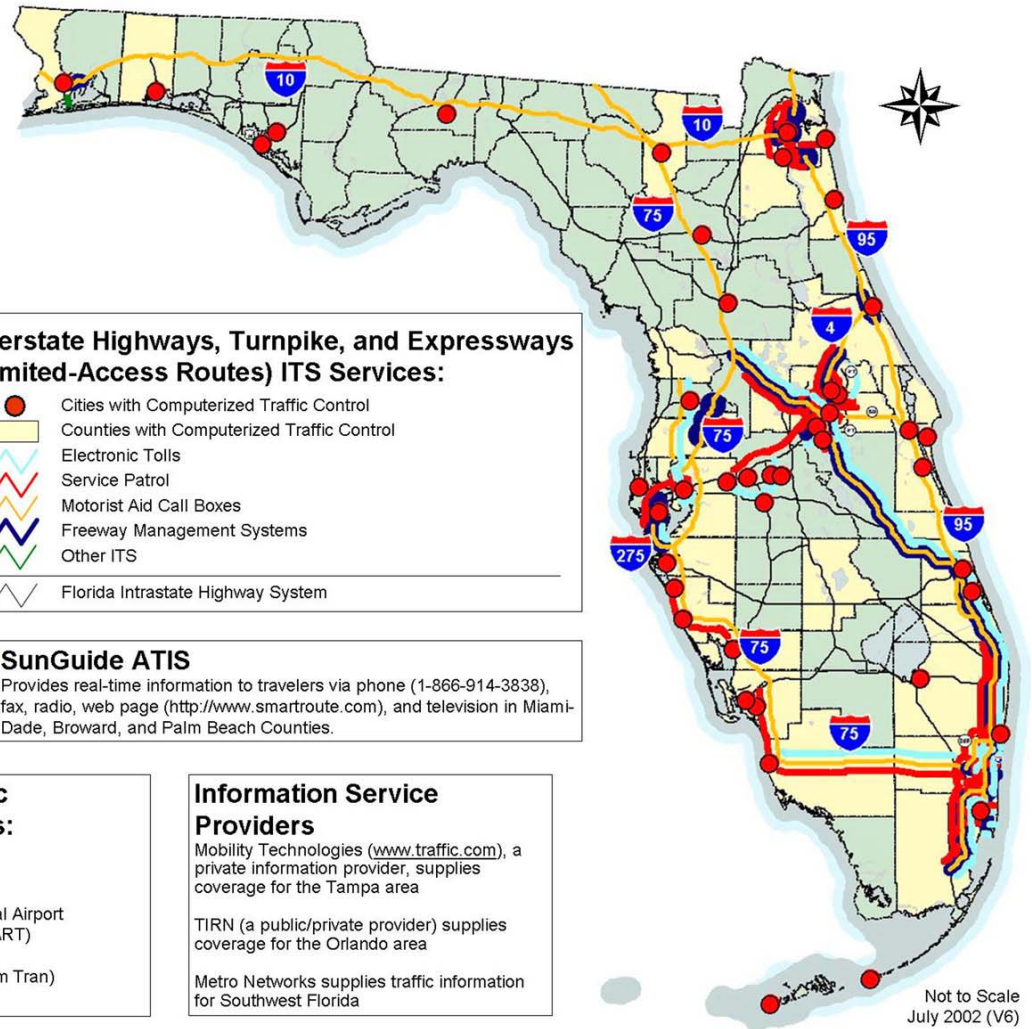 10
10
75
95
4
75
95
275
75
75
erstate Highways, Turnpike, and Expressways
mited-Access Routes) ITS Services:
Cities with Computerized Traffic Control
Counties with Computerized Traffic Control
Electronic Tolls
Service Patrol
Motorist Aid Call Boxes
Freeway Management Systems
Other ITS
Florida Intrastate Highway System
SunGuide ATIS
Provides real-time information to travelers via phone (1-866-914-3838),
fax, radio, web page (http://www.smartroute.com), and television in Miami-
Dade, Broward, and Palm Beach Counties.
c
s:
al Airport
ART)
m Tran)
Information Service
Providers
Mobility Technologies (www.traffic.com), a
private information provider, supplies
coverage for the Tampa area
TIRN (a public/private provider) supplies
coverage for the Orlando area
Metro Networks supplies traffic information
for Southwest Florida
Not to Scale
July 2002 (V6)